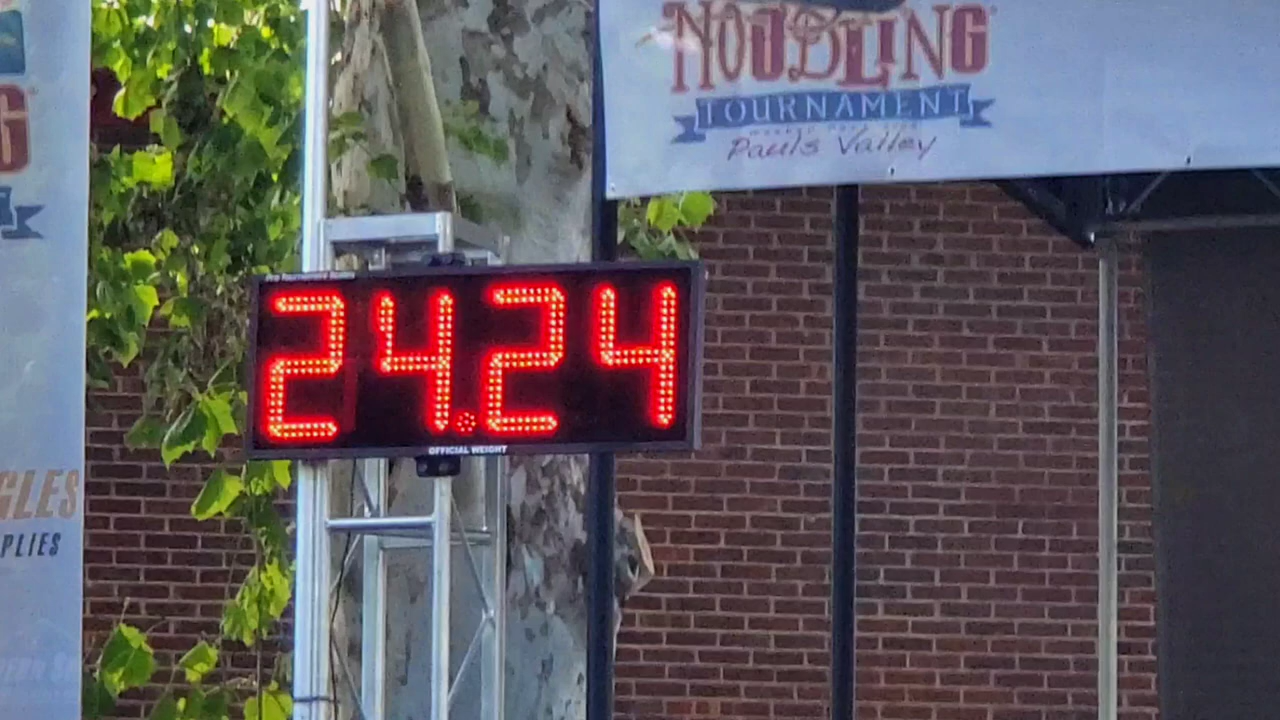 NOODLING
TOURNAMENT
Pauls Valley
24.24
OFFICIAL WEIGHT
G
GLES
PLIES